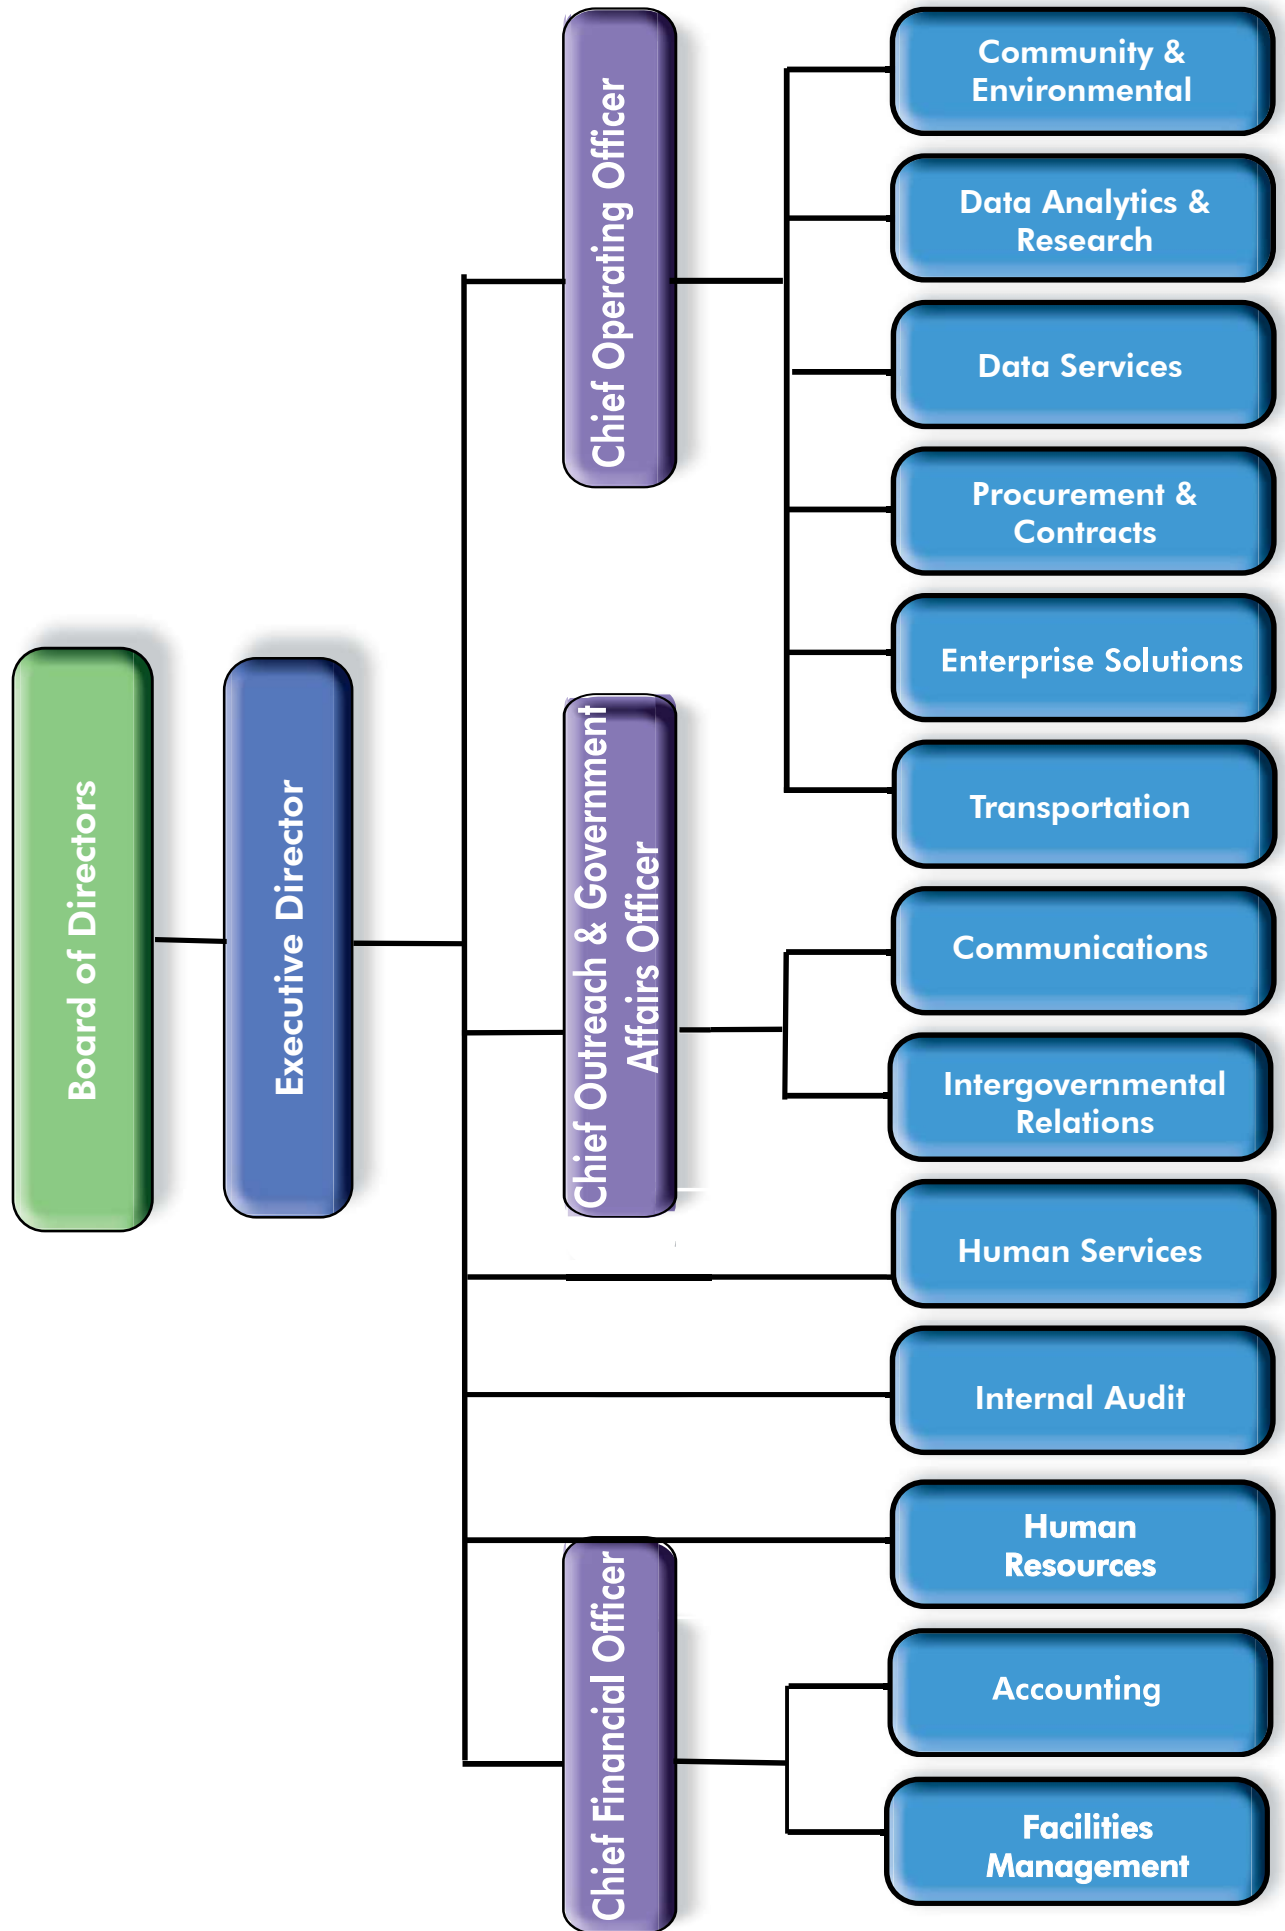 Board of Directors
Executive Director
Chief Operating Officer
Community &
Environmental
Data Analytics &
Research
Data Services
Procurement &
Contracts
Enterprise Solutions
Transportation
Chief Outreach & Government
Affairs Officer
Communications
Intergovernmental
Relations
Human Services
Internal Audit
Human
Resources
Chief Financial Officer
Accounting
Facilities
Management